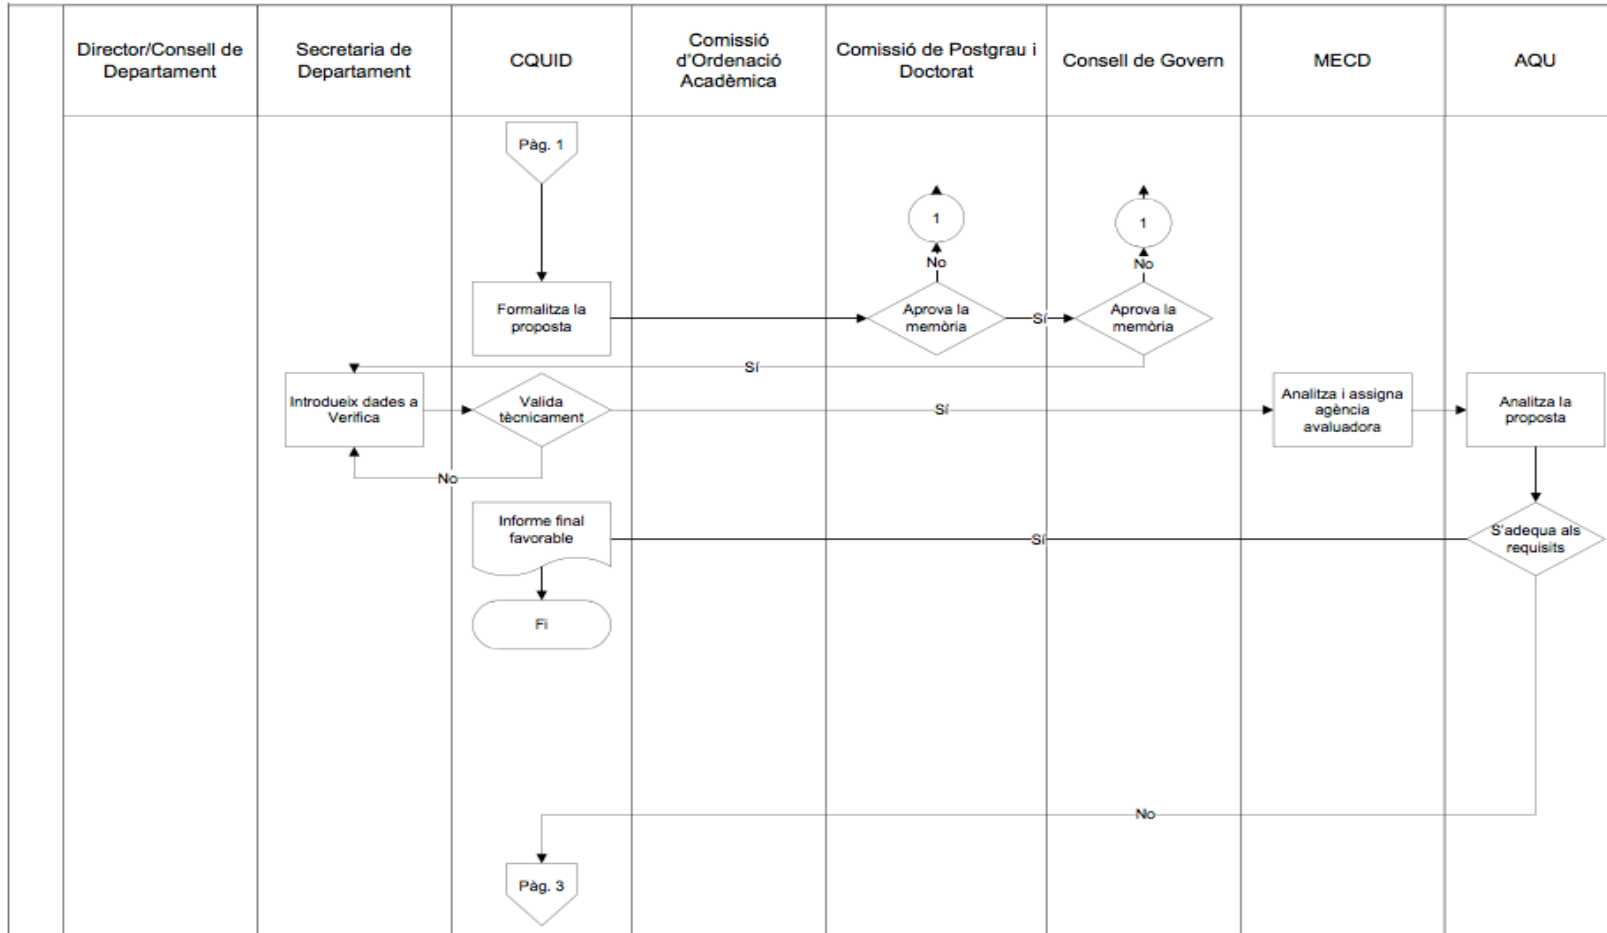 Director/Consell de
Departament
Secretaria de
Departament
CQUID
Comissió
d'Ordenació
Acadèmica
Comissió de Postgrau i
Doctorat
Consell de Govern
MECD
AQU
Pàg. 1
1
1
No
No
Formalitza la
proposta
Aprova la
memòria
Sí
Aprova la
memòria
Sí
Introdueix dades a
Verifica
Valida
tècnicament
Sí
Analitza i assigna
agència
avaluadora
Analitza la
proposta
No
Informe final
favorable
Sí
S'adequa als
requisits
Fi
No
Pàg. 3